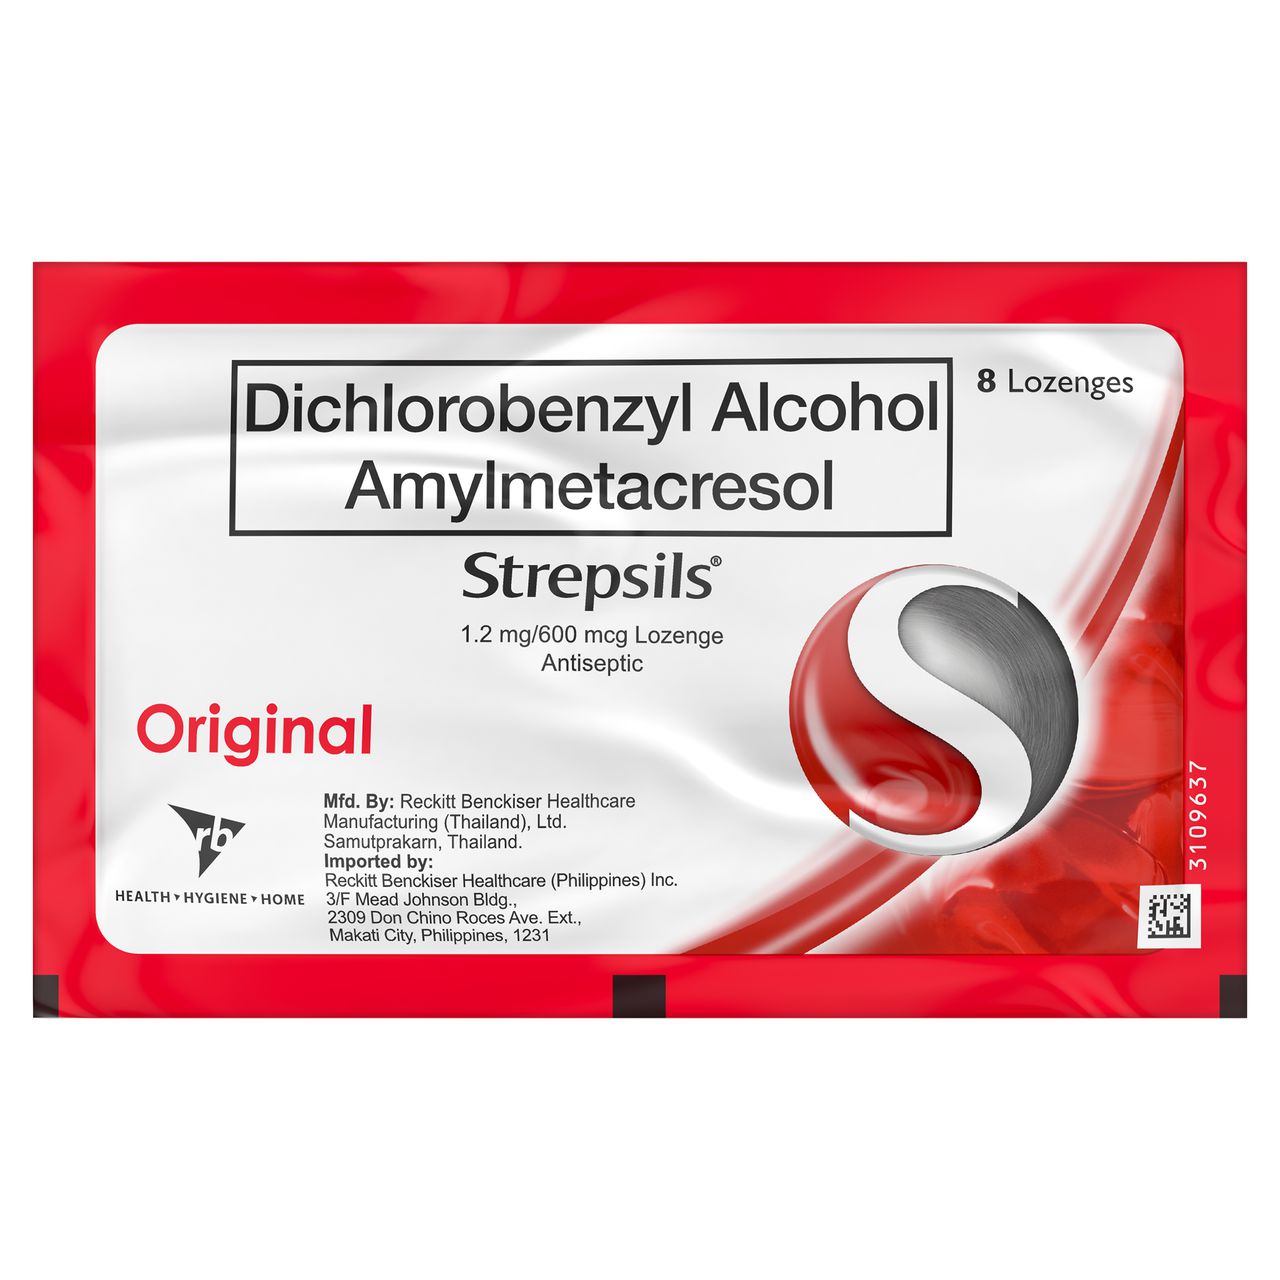 Dichlorobenzyl Alcohol
Amylmetacresol
8 Lozenges
Strepsils®
1.2 mg/600 mcg Lozenge
Antiseptic
Original
rb
HEALTH HYGIENE HOME
Mfd. By: Reckitt Benckiser Healthcare
Manufacturing (Thailand), Ltd.
Samutprakarn, Thailand.
Imported by:
Reckitt Benckiser Healthcare (Philippines) Inc.
3/F Mead Johnson Bldg.,
2309 Don Chino Roces Ave. Ext.,
Makati City, Philippines, 1231
3109637